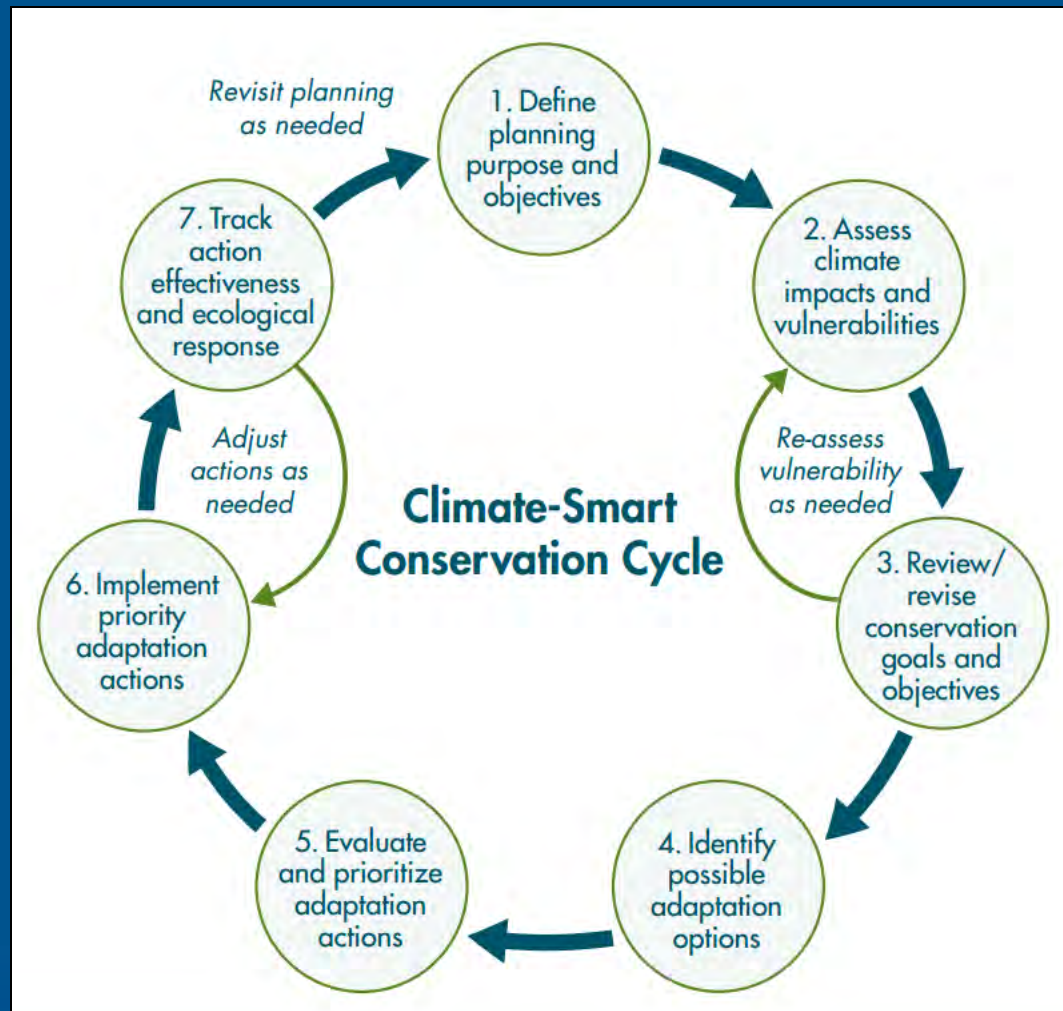 Revisit planning
as needed
1. Define
planning
purpose and
objectives
2. Assess
climate
impacts and
vulnerabilities
Re-assess
vulnerability
as needed
3. Review/
revise
conservation
goals and
objectives
4. Identify
possible
adaptation
options
5. Evaluate
and prioritize
adaptation
actions
6. Implement
priority
adaptation
actions
7. Track
action
effectiveness
and ecological
response
Adjust
actions as
needed
Climate-Smart
Conservation Cycle